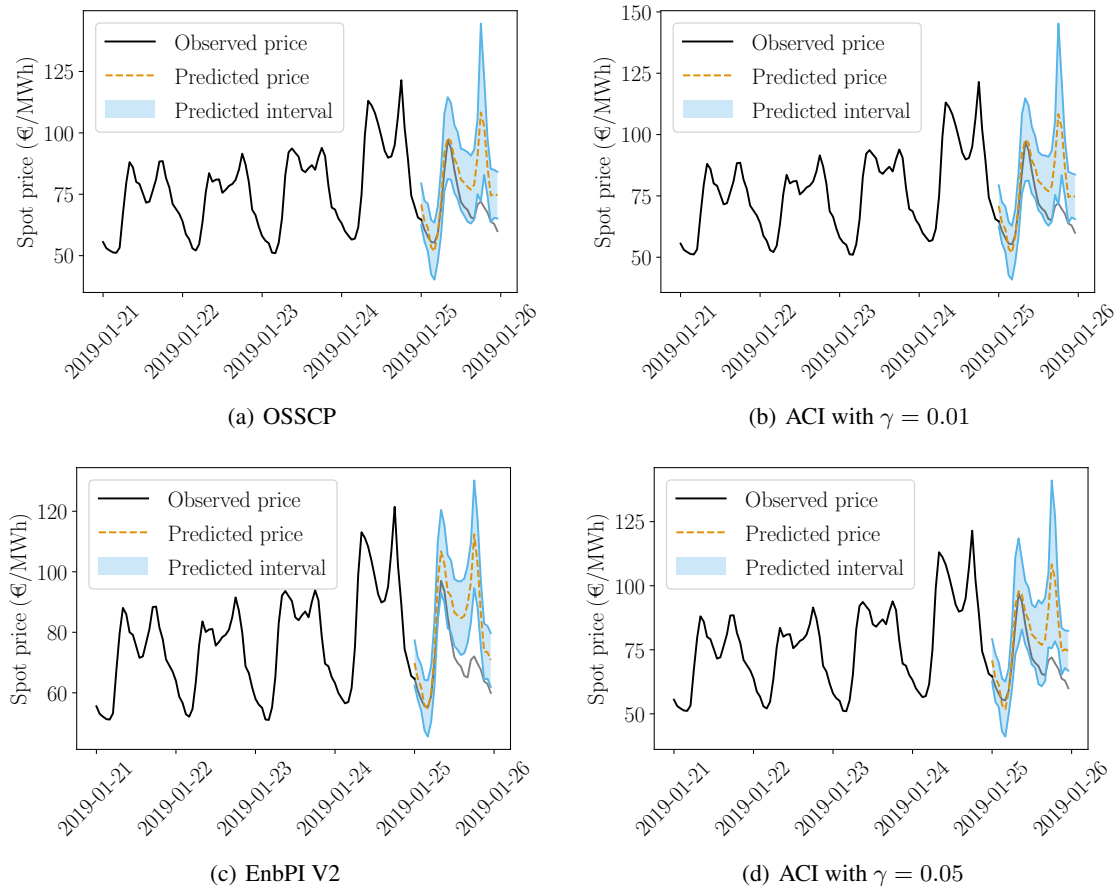 Spot price (€/MWh)
125
100
75
50
Observed price
Predicted price
Predicted interval
2019-01-21
2019-01-22
2019-01-23
2019-01-24
2019-01-25
2019-01-26
(a) OSSCP
Spot price (€/MWh)
150
125
100
75
50
Observed price
Predicted price
Predicted interval
2019-01-21
2019-01-22
2019-01-23
2019-01-24
2019-01-25
2019-01-26
(b) ACI with γ = 0.01
Spot price (€/MWh)
120
100
80
60
Observed price
Predicted price
Predicted interval
2019-01-21
2019-01-22
2019-01-23
2019-01-24
2019-01-25
2019-01-26
(c) EnbPI V2
Spot price (€/MWh)
125
100
75
50
Observed price
Predicted price
Predicted interval
2019-01-21
2019-01-22
2019-01-23
2019-01-24
2019-01-25
2019-01-26
(d) ACI with γ = 0.05